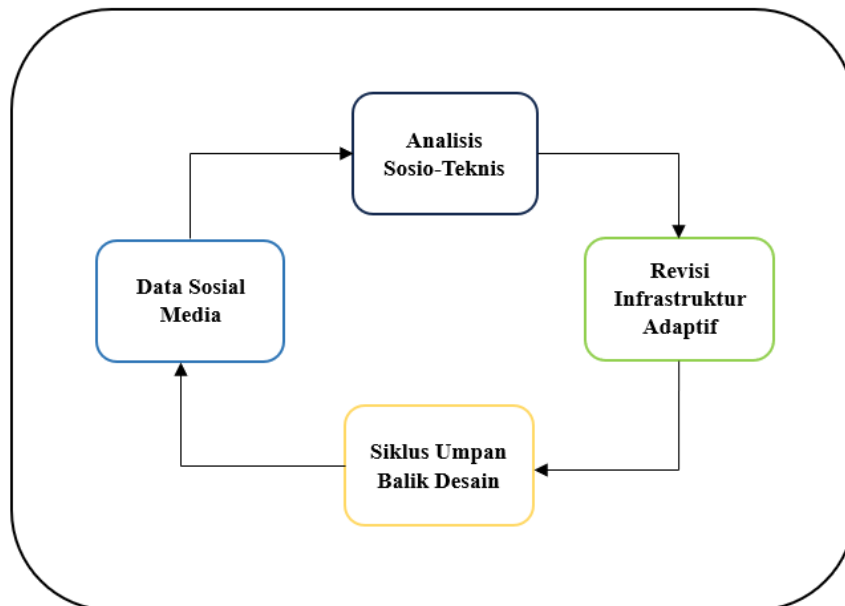 Analisis
Sosio-Teknis
Data Sosial
Media
Revisi
Infrastruktur
Adaptif
Siklus Umpan
Balik Desain